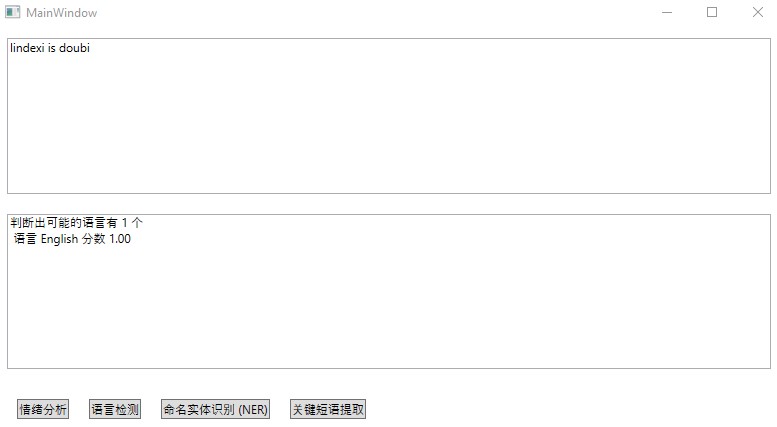 MainWindow
lindexi is doubi
判断出可能的语言有 1 个
语言 English 分数 1.00
情绪分析 语言检测 命名实体识别 (NER) 关键短语提取